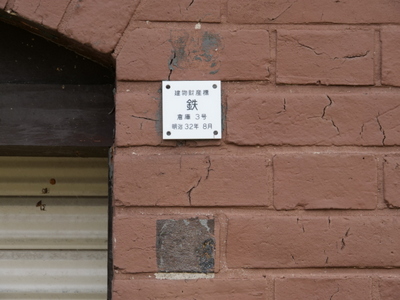 建物財産標
鉄
倉庫 3号
明治32年 8月